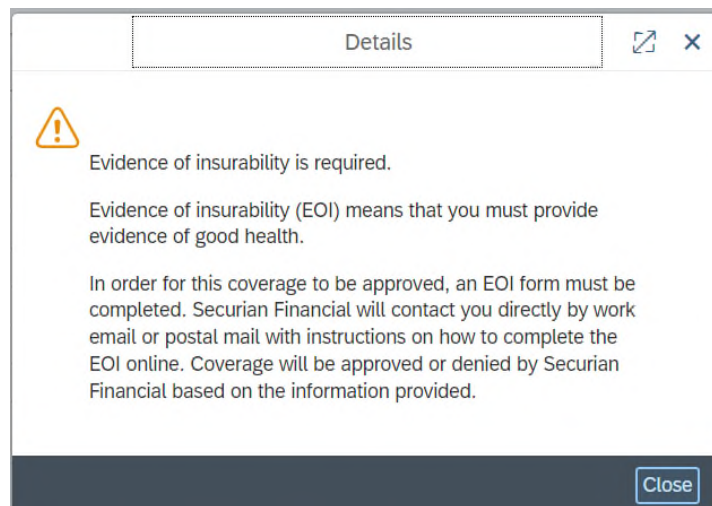 Details
Evidence of insurability is required.
Evidence of insurability (EOI) means that you must provide
evidence of good health.
In order for this coverage to be approved, an EOI form must be
completed. Securian Financial will contact you directly by work
email or postal mail with instructions on how to complete the
EOI online. Coverage will be approved or denied by Securian
Financial based on the information provided.
Close